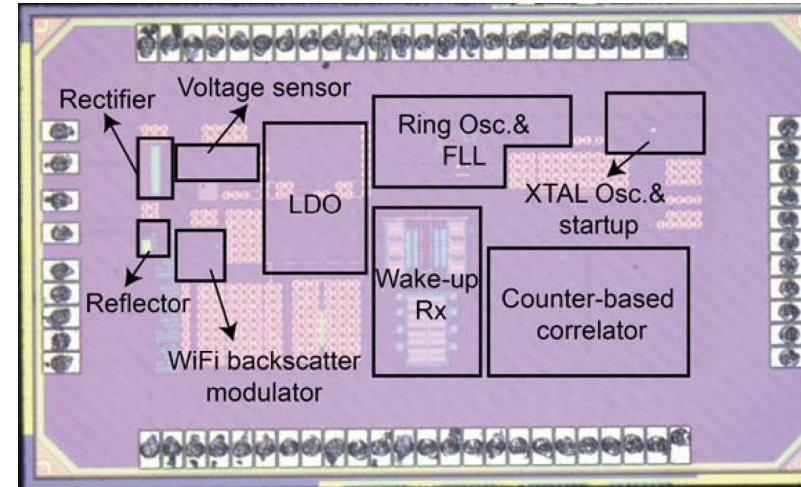 Rectifier
Voltage sensor
Ring Osc.&
FLL
LDO
XTAL Osc.&
startup
Reflector
WiFi backscatter
modulator
Wake-up
Rx
Counter-based
correlator